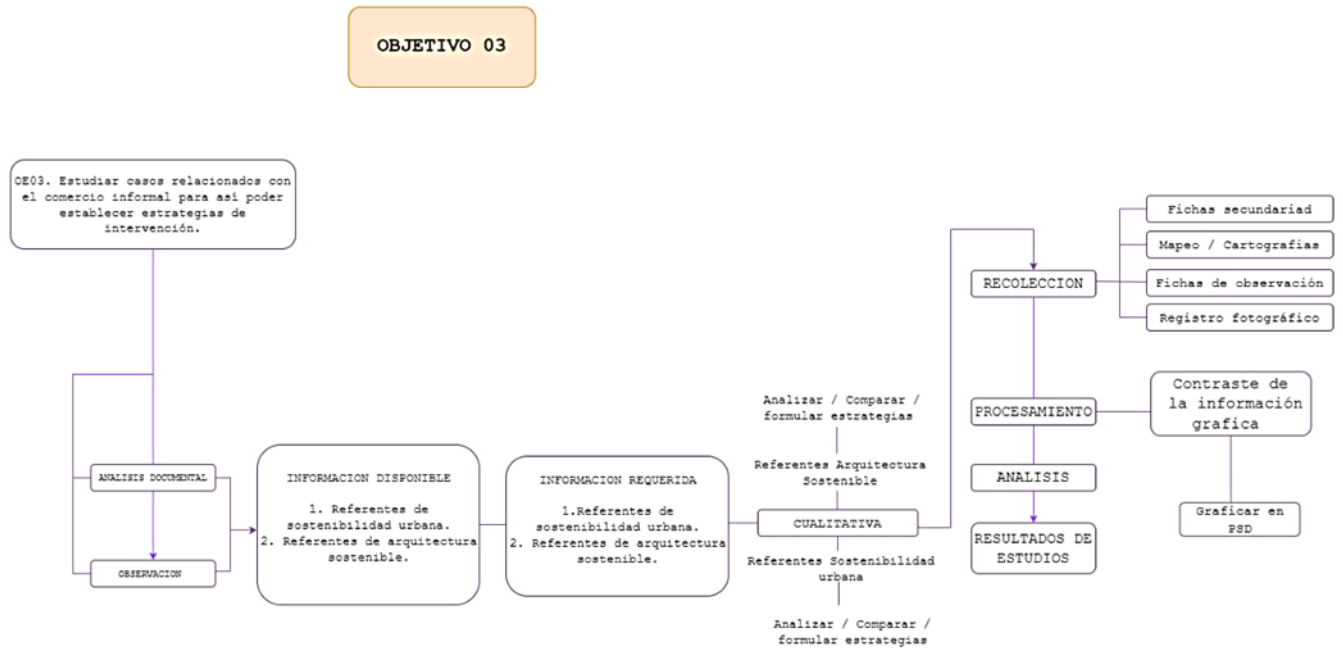 OBJETIVO 03
OE03. Estudiar casos relacionados con
el comercio informal para así poder
establecer estrategias de
intervención.
ANALISIS DOCUMENTAL
OBSERVACION
INFORMACION DISPONIBLE
1. Referentes de
sostenibilidad urbana.
2. Referentes de arquitectura
sostenible.
INFORMACION REQUERIDA
1.Referentes de
sostenibilidad urbana.
2. Referentes de arquitectura
sostenible.
Analizar / Comparar /
formular estrategias
Referentes Arquitectura
Sostenible
CUALITATIVA
Referentes Sostenibilidad
urbana
Analizar / Comparar /
formular estrategias
RECOLECCION
Fichas secundariad
Mapeo / Cartografias
Fichas de observación
Registro fotográfico
PROCESAMIENTO
Contraste de
la información
grafica
Graficar en
PSD
ANALISIS
RESULTADOS DE
ESTUDIOS